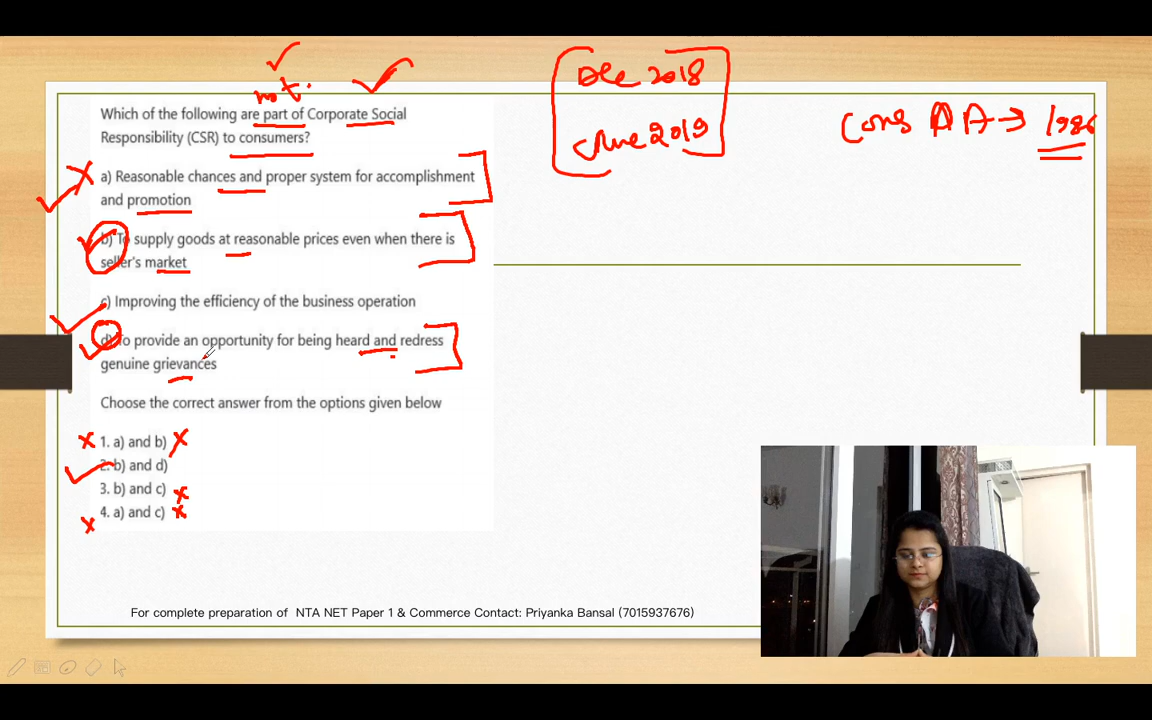 not.
Which of the following are part of Corporate Social
Responsibility (CSR) to consumers?
a) Reasonable chances and proper system for accomplishment
and promotion
b) To supply goods at reasonable prices even when there is
seller's market
c) Improving the efficiency of the business operation
d) To provide an opportunity for being heard and redress
genuine grievances
Choose the correct answer from the options given below
1. a) and b)
2. b) and d)
3. b) and c)
4. a) and c)
Dec 2018
June 2019
Cons → 1986
For complete preparation of NTA NET Paper 1 & Commerce Contact: Priyanka Bansal (7015937676)